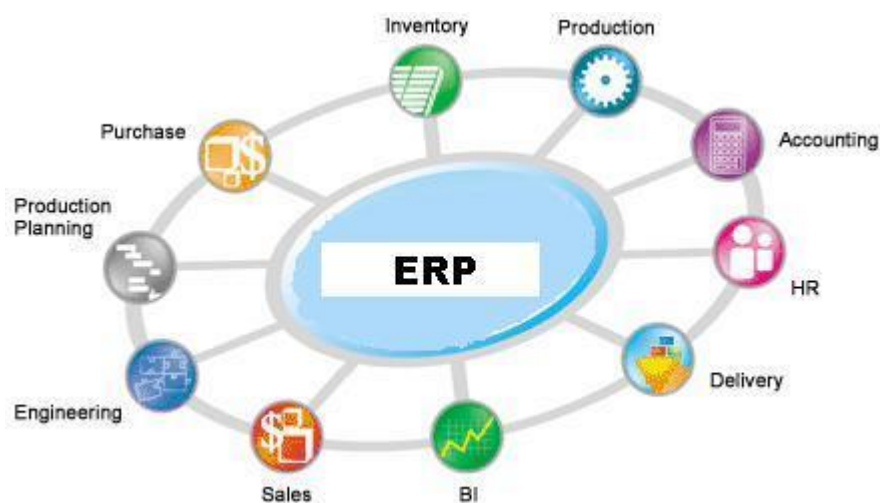 Inventory
Production
Purchase
Accounting
Production
Planning
ERP
HR
Delivery
Engineering
Sales
BI
$
$